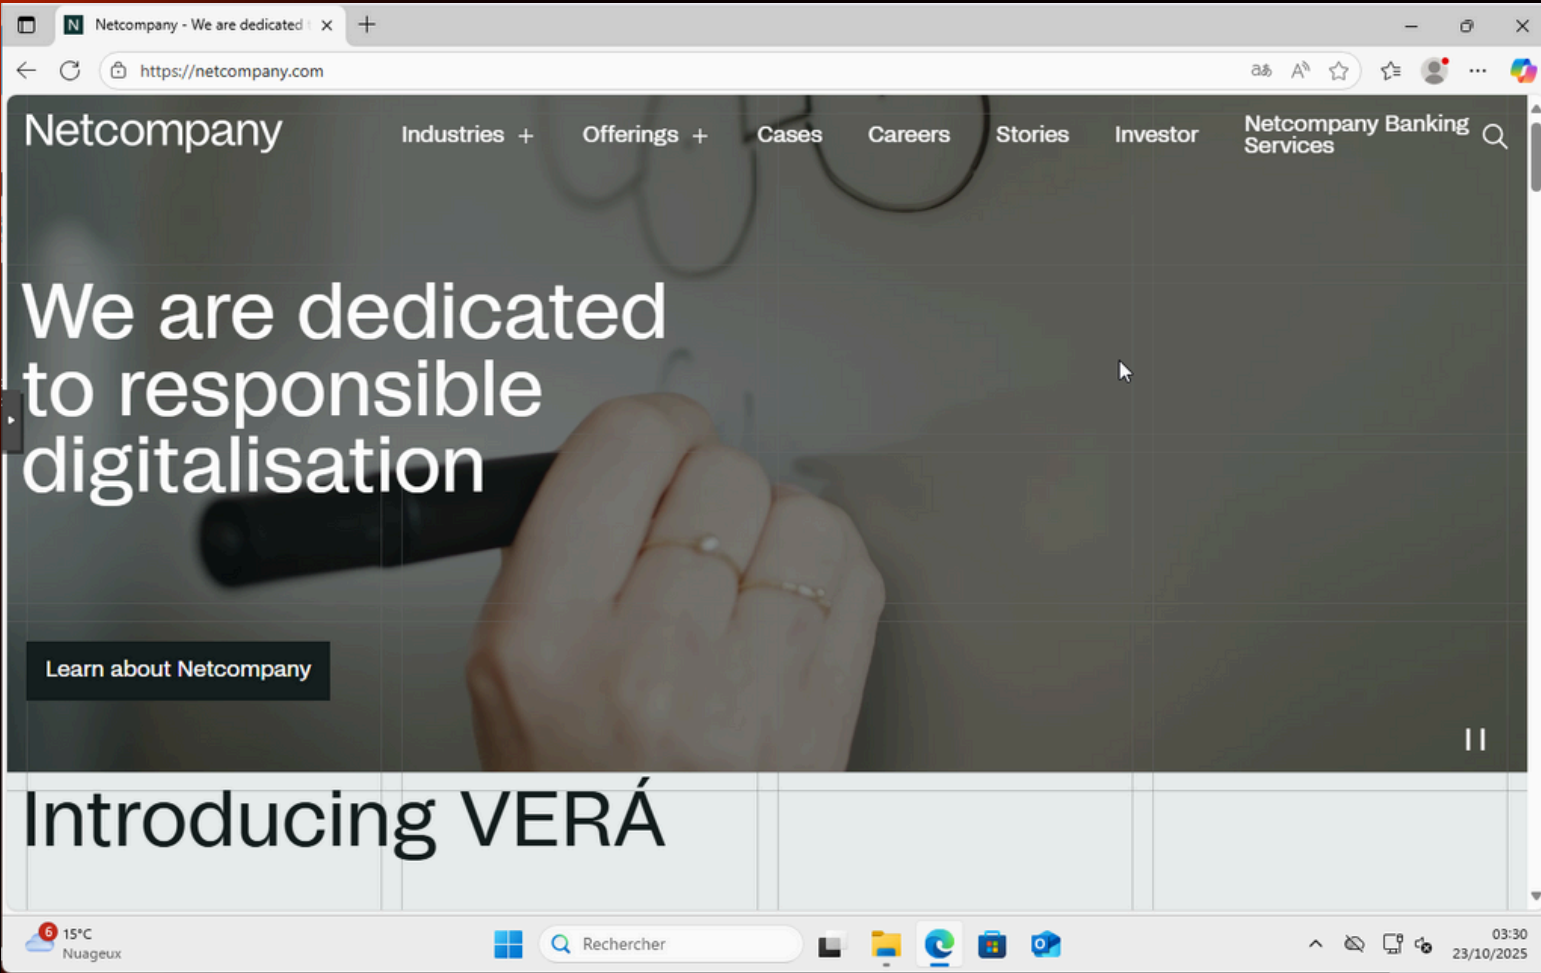 Netcompany - We are dedicated
https://netcompany.com
Netcompany
Industries +
Offerings +
Cases
Careers
Stories
Investor
Netcompany Banking
Services
We are dedicated
to responsible
digitalisation
Learn about Netcompany
Introducing VERÁ
6
15°C
Nuageux
Rechercher
03:30
23/10/2025